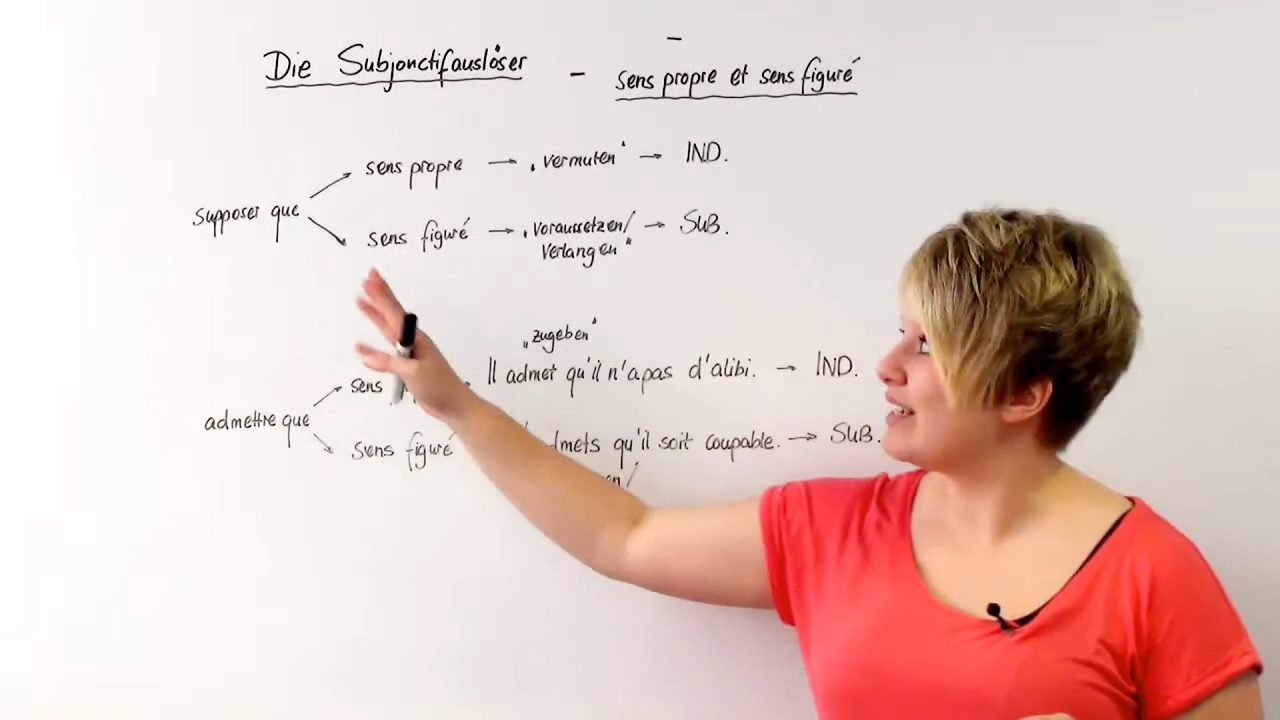 Die Subjonctifauslöser - sens propre et sens figuré
sens propre → „vermuten" → IND.
supposer que
sens figuré → „voraussetzen/ → SUB.
verlangen"
„zugeben"
sens Il admet qu'il n'a pas d'alibi. → IND.
admettre que
sens figuré qu'il soit coupable. → SUB.